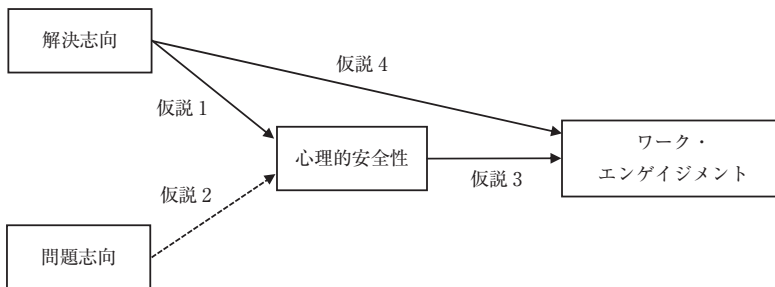 解決志向
仮説 4
仮説 1
ワーク・
エンゲイジメント
心理的安全性
仮説 3
仮説 2
問題志向